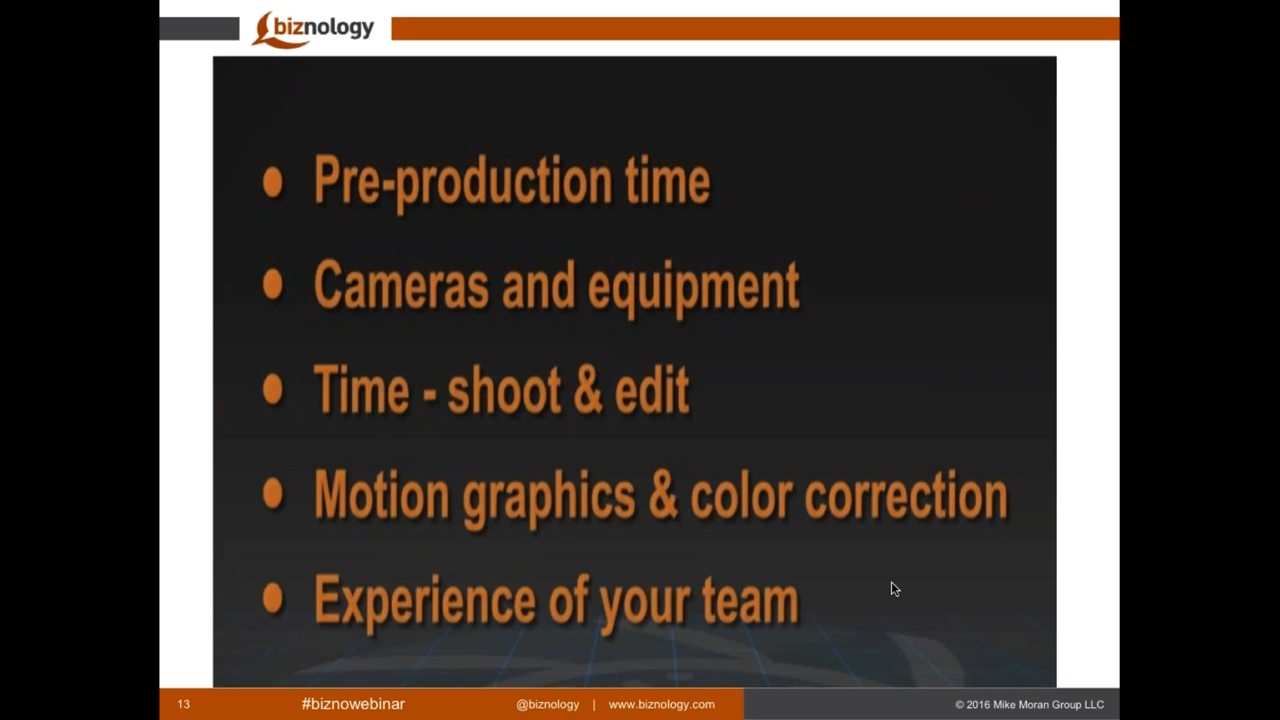 biznology
• Pre-production time
• Cameras and equipment
• Time - shoot & edit
• Motion graphics & color correction
• Experience of your team
13 #biznowebinar @biznology | www.biznology.com © 2016 Mike Moran Group LLC